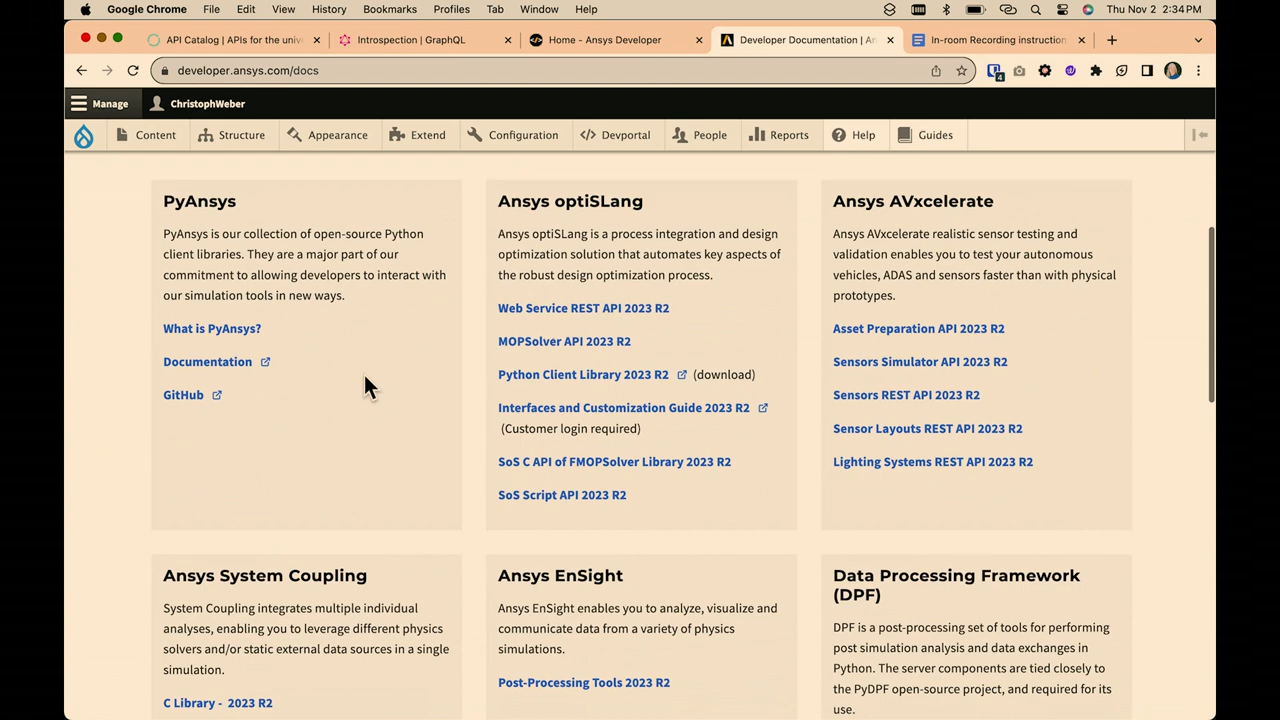 Google Chrome File Edit View History Bookmarks Profiles Tab Window Help Thu Nov 2 2:34 PM
API Catalog | APIs for the univ Introspection | GraphQL Home - Ansys Developer Developer Documentation | An In-room Recording instruction
developer.ansys.com/docs 4
Manage ChristophWeber
Content Structure Appearance Extend Configuration Devportal People Reports Help Guides
PyAnsys
PyAnsys is our collection of open-source Python
client libraries. They are a major part of our
commitment to allowing developers to interact with
our simulation tools in new ways.
What is PyAnsys?
Documentation
GitHub
Ansys optiSLang
Ansys optiSLang is a process integration and design
optimization solution that automates key aspects of
the robust design optimization process.
Web Service REST API 2023 R2
MOPSolver API 2023 R2
Python Client Library 2023 R2 (download)
Interfaces and Customization Guide 2023 R2
(Customer login required)
SoS C API of FMOPSolver Library 2023 R2
SoS Script API 2023 R2
Ansys AVxcelerate
Ansys AVxcelerate realistic sensor testing and
validation enables you to test your autonomous
vehicles, ADAS and sensors faster than with physical
prototypes.
Asset Preparation API 2023 R2
Sensors Simulator API 2023 R2
Sensors REST API 2023 R2
Sensor Layouts REST API 2023 R2
Lighting Systems REST API 2023 R2
Ansys System Coupling
System Coupling integrates multiple individual
analyses, enabling you to leverage different physics
solvers and/or static external data sources in a single
simulation.
C Library - 2023 R2
Ansys EnSight
Ansys EnSight enables you to analyze, visualize and
communicate data from a variety of physics
simulations.
Post-Processing Tools 2023 R2
Data Processing Framework
(DPF)
DPF is a post-processing set of tools for performing
post simulation analysis and data exchanges in
Python. The server components are tied closely to
the PyDPF open-source project, and required for its
use.